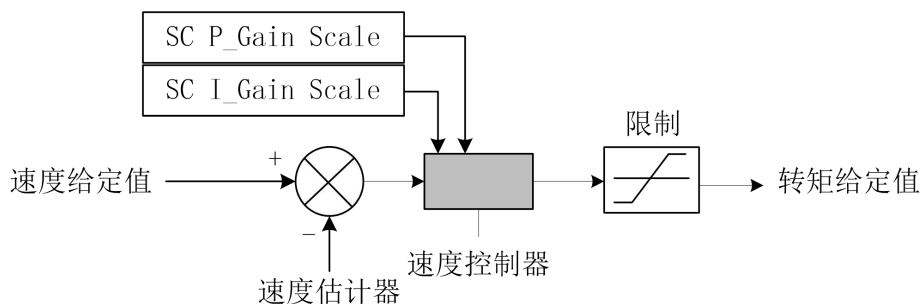 SC P_Gain Scale
SC I_Gain Scale
限制
+
速度给定值
转矩给定值
−
速度控制器
速度估计器